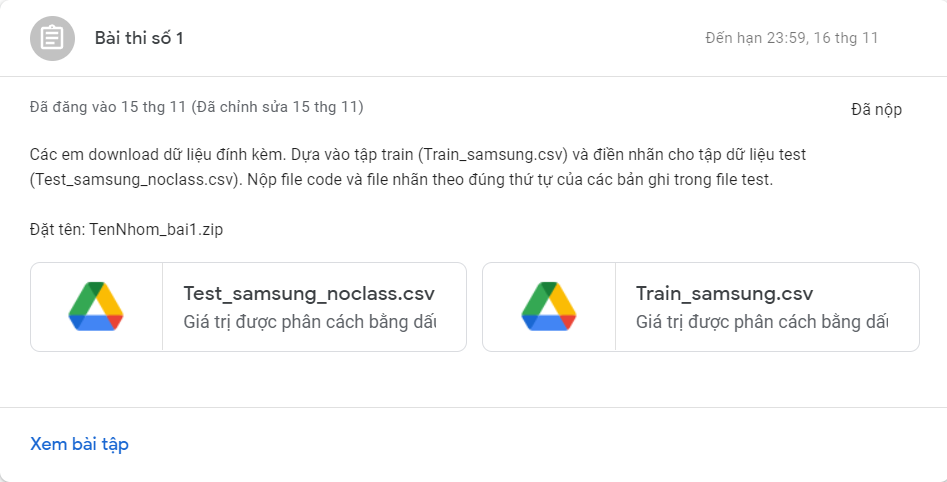 Bài thi số 1
Đến hạn 23:59, 16 thg 11
Đã đăng vào 15 thg 11 (Đã chỉnh sửa 15 thg 11)
Đã nộp
Các em download dữ liệu đính kèm. Dựa vào tập train (Train_samsung.csv) và điền nhãn cho tập dữ liệu test
(Test_samsung_noclass.csv). Nộp file code và file nhãn theo đúng thứ tự của các bản ghi trong file test.
Đặt tên: TenNhom_bai1.zip
Test_samsung_noclass.csv
Giá trị được phân cách bằng dấu
Train_samsung.csv
Giá trị được phân cách bằng dấu
Xem bài tập